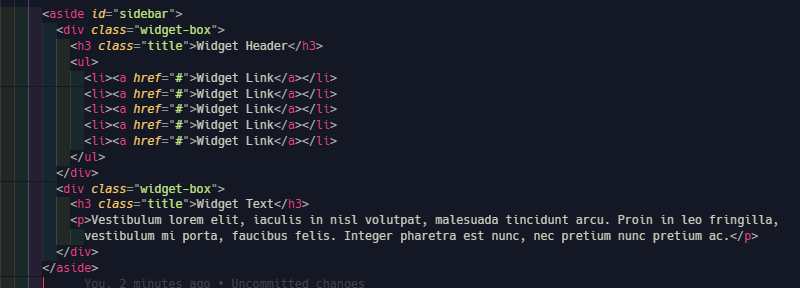 <aside id="sidebar">
<div class="widget-box">
<h3 class="title">Widget Header</h3>
<ul>
<li><a href="#">Widget Link</a></li>
<li><a href="#">Widget Link</a></li>
<li><a href="#">Widget Link</a></li>
<li><a href="#">Widget Link</a></li>
<li><a href="#">Widget Link</a></li>
</ul>
</div>
<div class="widget-box">
<h3 class="title">Widget Text</h3>
<p>Vestibulum lorem elit, iaculis in nisl volutpat, malesuada tincidunt arcu. Proin in leo fringilla,
vestibulum mi porta, faucibus felis. Integer pharetra est nunc, nec pretium nunc pretium ac.</p>
</div>
</aside>
You, 2 minutes ago • Uncommitted changes